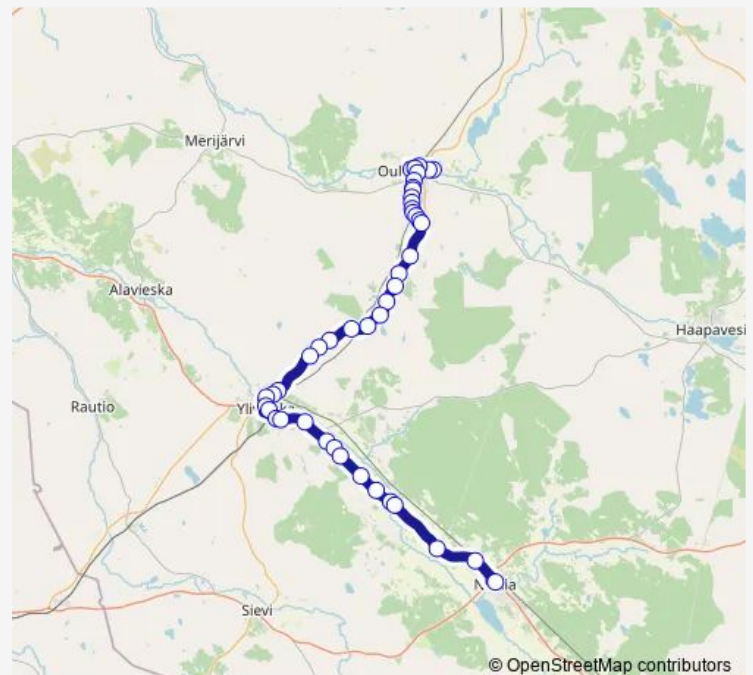 Merijärvi
Oul
Alavieska
Haapavesi
Rautio
Yli
Sievi
© OpenStreetMap contributors